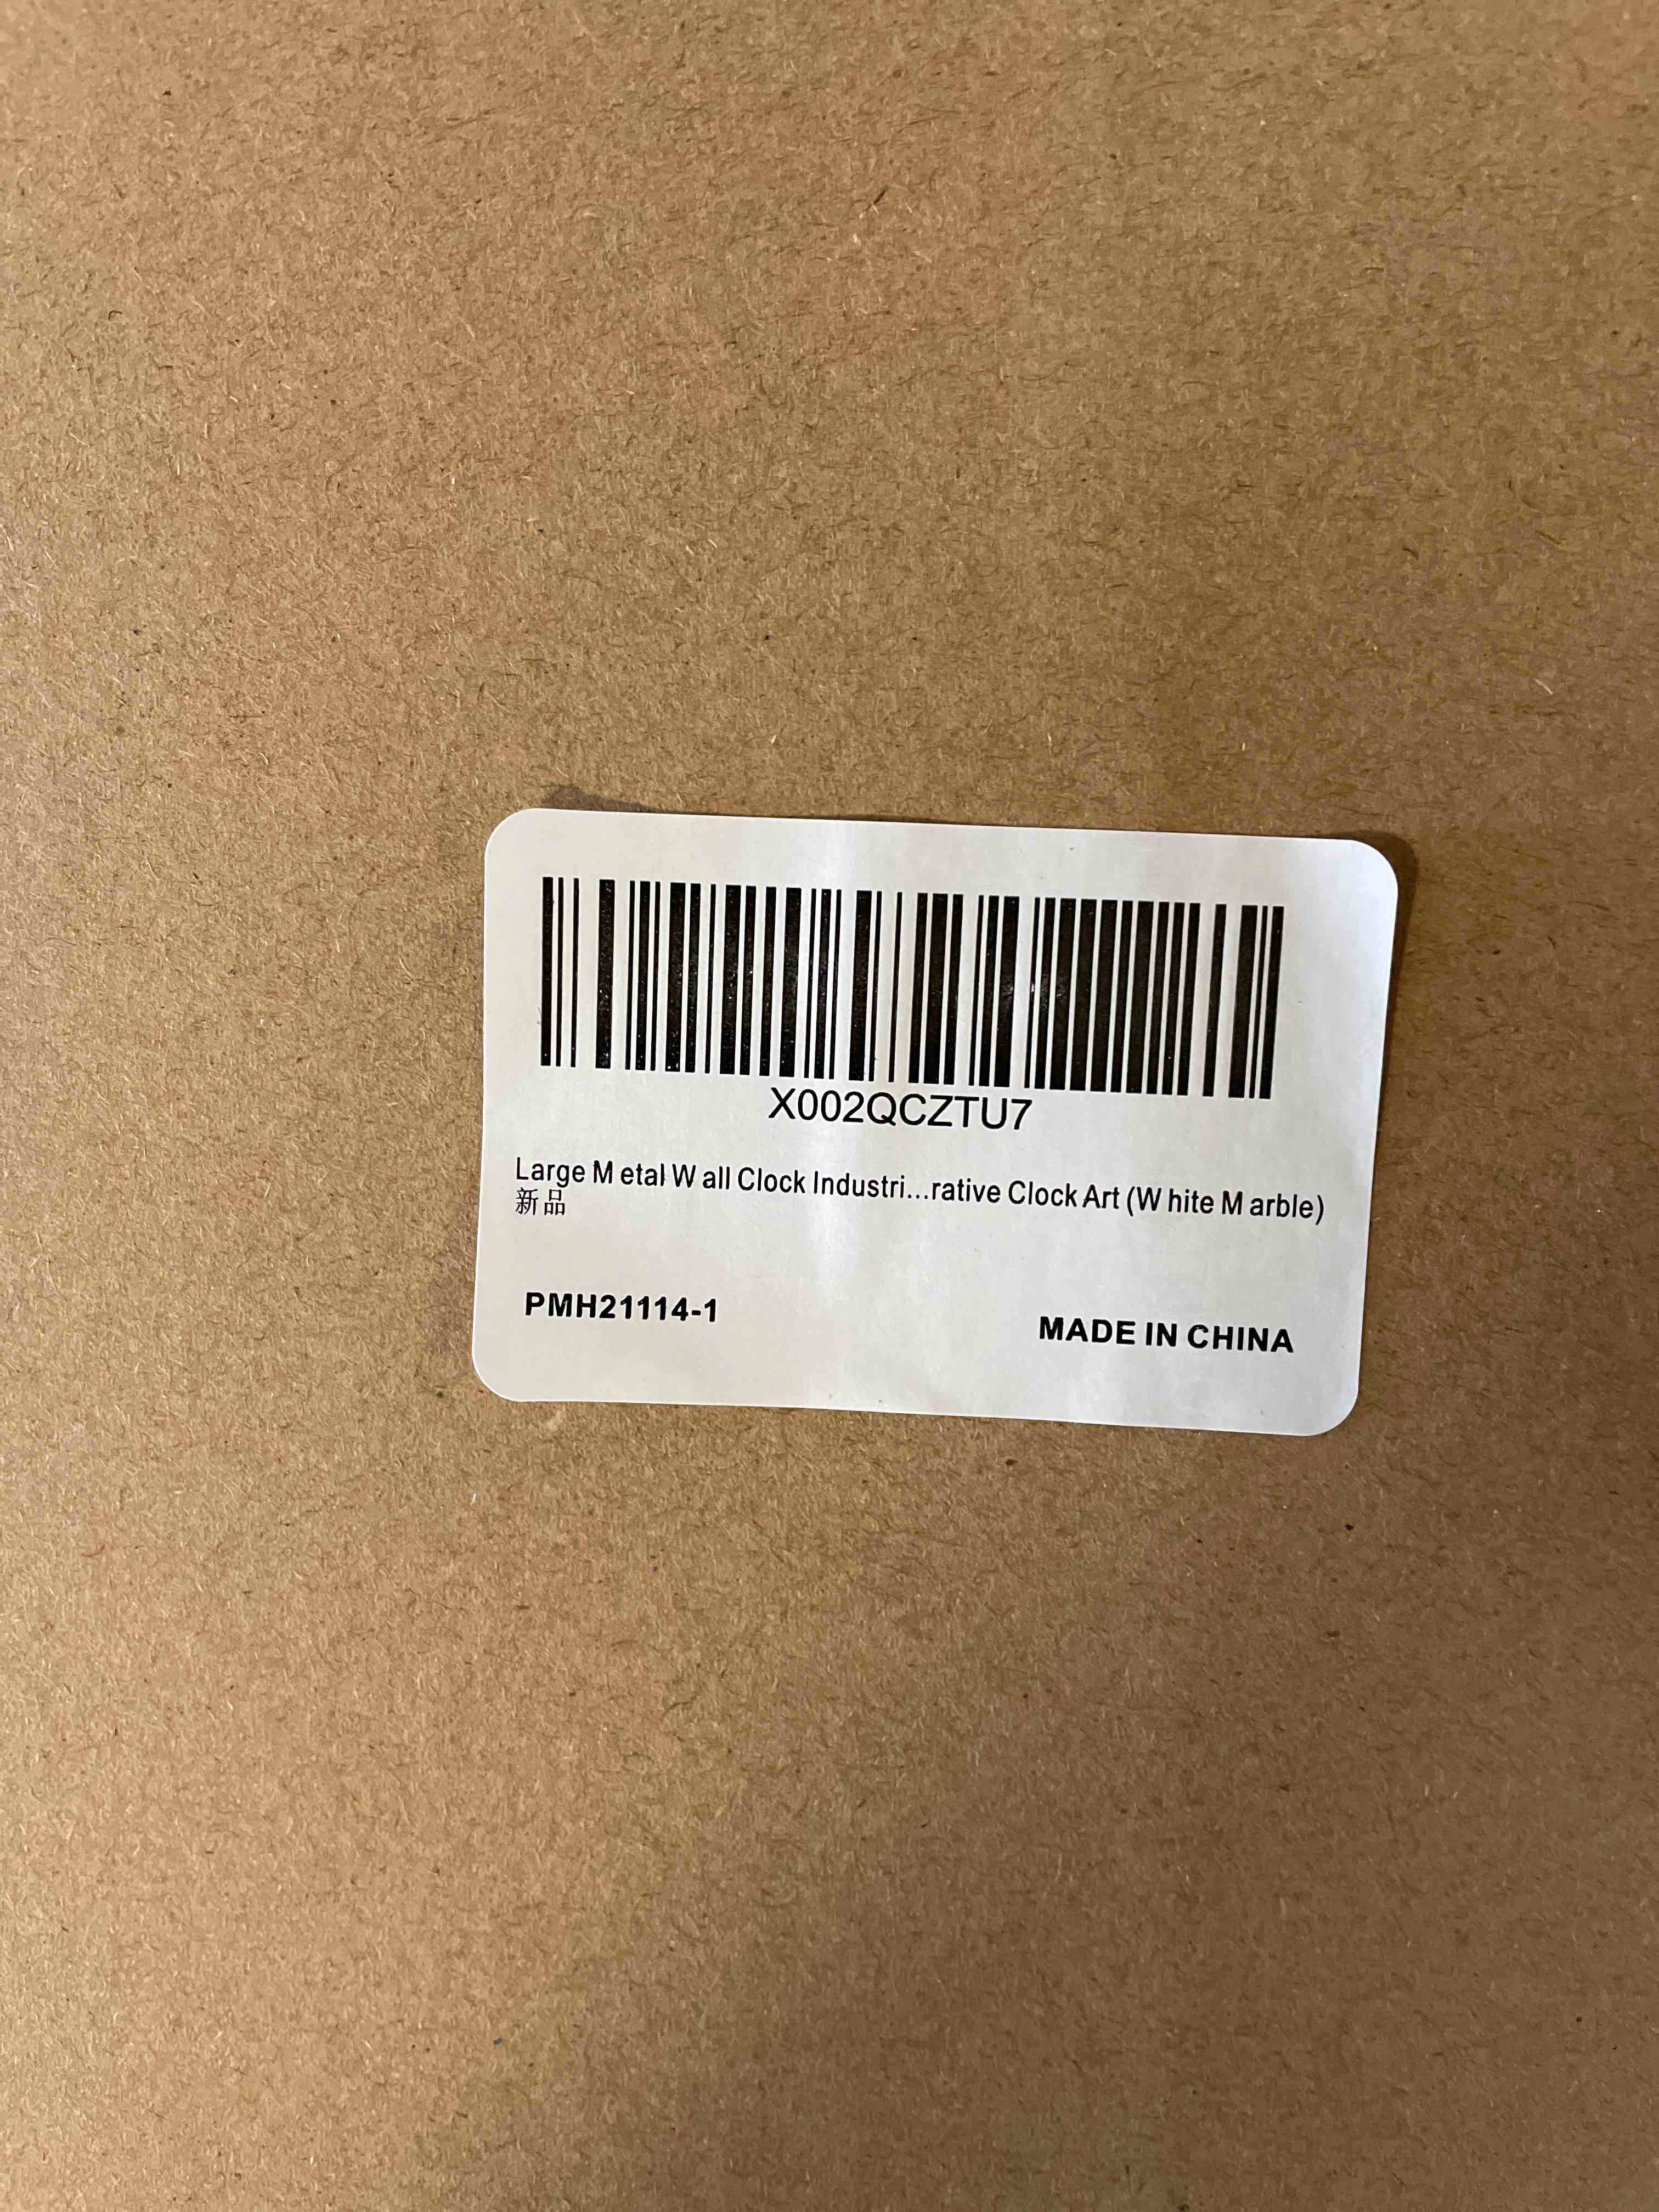 X002QCZTU7
Large Metal Wall Clock Industri...rative Clock Art (White Marble)
新品
PMH21114-1
MADE IN CHINA